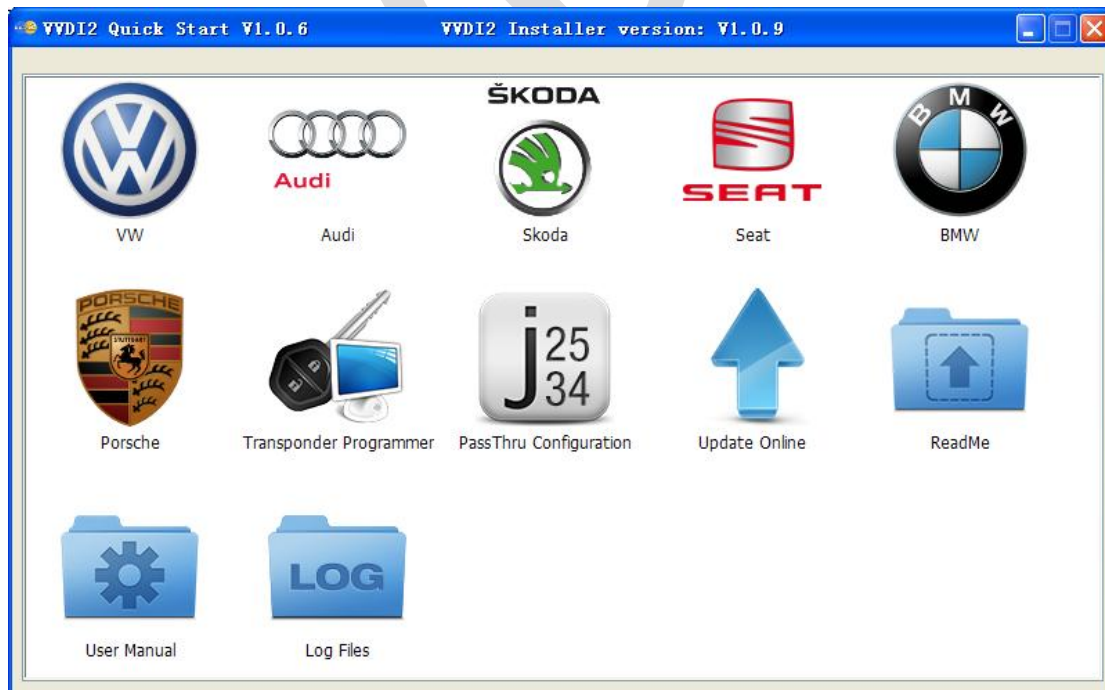 VVDI2 Quick Start V1.0.6 VVDI2 Installer version: V1.0.9
ŠKODA
BMW
Audi
SEAT
VW Audi Skoda Seat BMW
PORSCHE
STUTTGART
j 25 34
Porsche Transponder Programmer PassThru Configuration Update Online ReadMe
LOG
User Manual Log Files